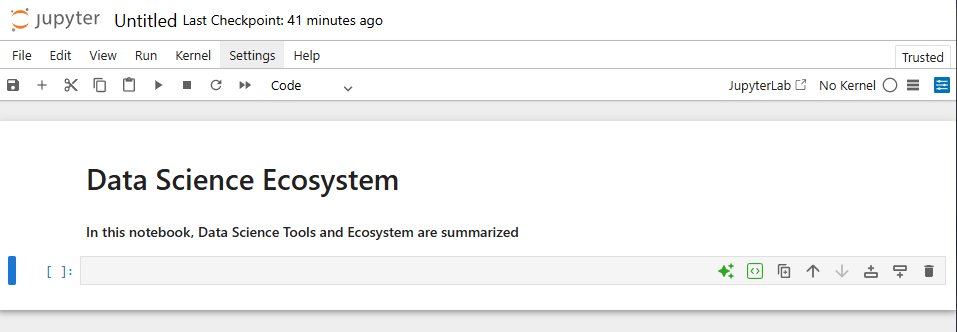 jupyter Untitled Last Checkpoint: 41 minutes ago
File Edit View Run Kernel Settings Help Trusted
Code JupyterLab No Kernel
Data Science Ecosystem
In this notebook, Data Science Tools and Ecosystem are summarized
[ ]: